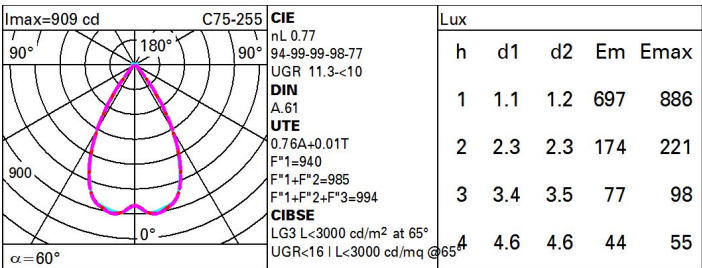 Imax=909 cd C75-255
90° 180° 90°
900
0°
α=60°
CIE
nL 0.77
94-99-99-98-77
UGR 11.3-<10
DIN
A.61
UTE
0.76A+0.01T
F"1=940
F"1+F"2=985
F"1+F"2+F"3=994
CIBSE
LG3 L<3000 cd/m² at 65°
UGR<16 | L<3000 cd/mq @65°
Lux
h d1 d2 Em Emax
1 1.1 1.2 697 886
2 2.3 2.3 174 221
3 3.4 3.5 77 98
4 4.6 4.6 44 55